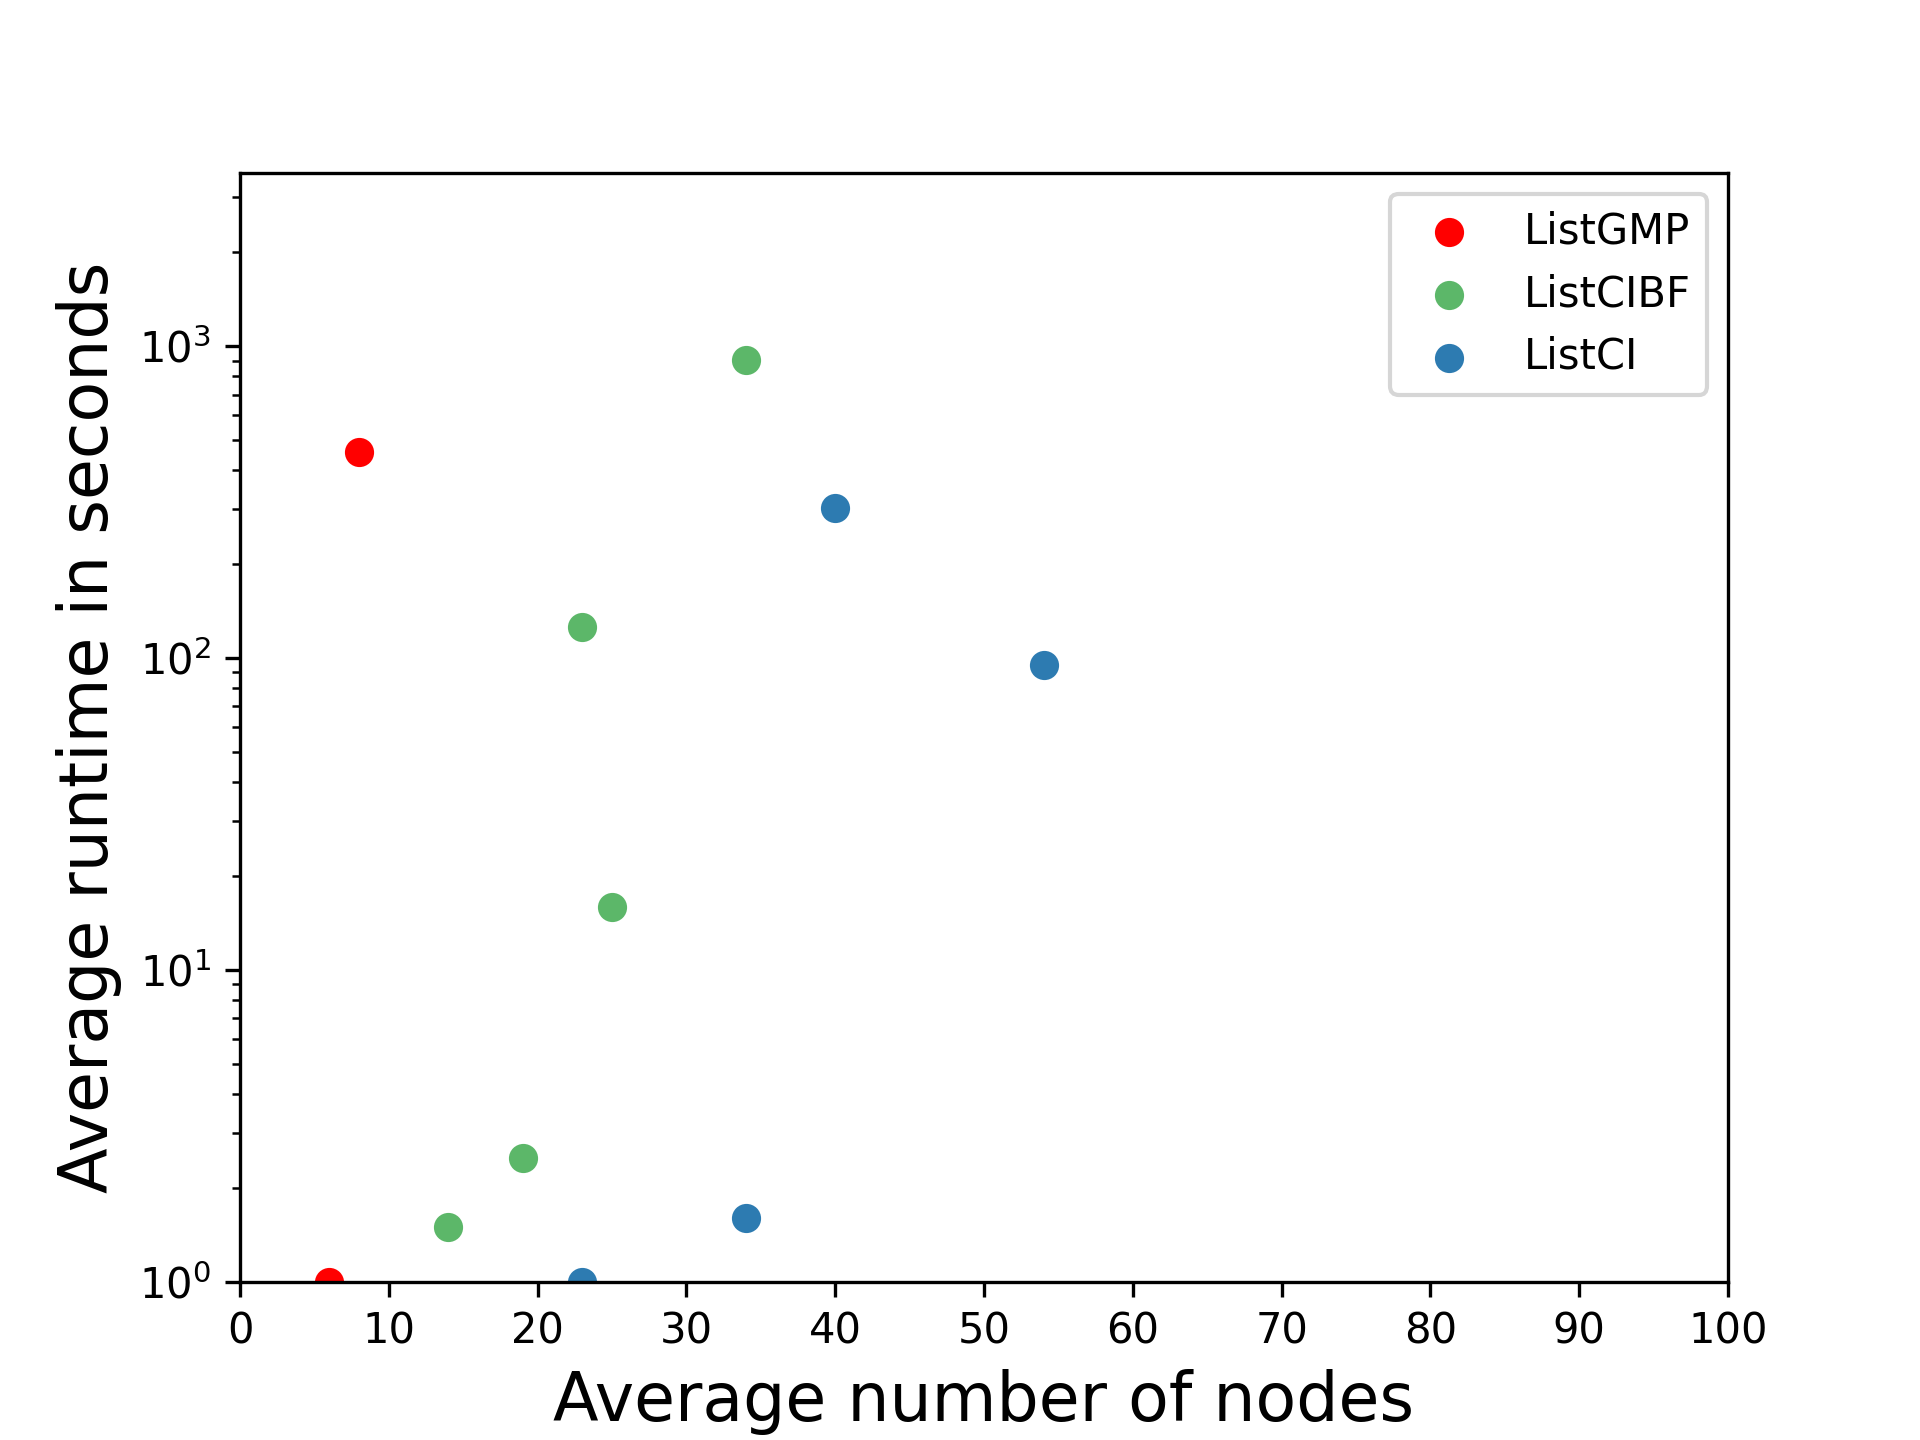 ListGMP
ListCIBF
ListCI
Average runtime in seconds
10³
10²
10¹
10⁰
0 10 20 30 40 50 60 70 80 90 100
Average number of nodes